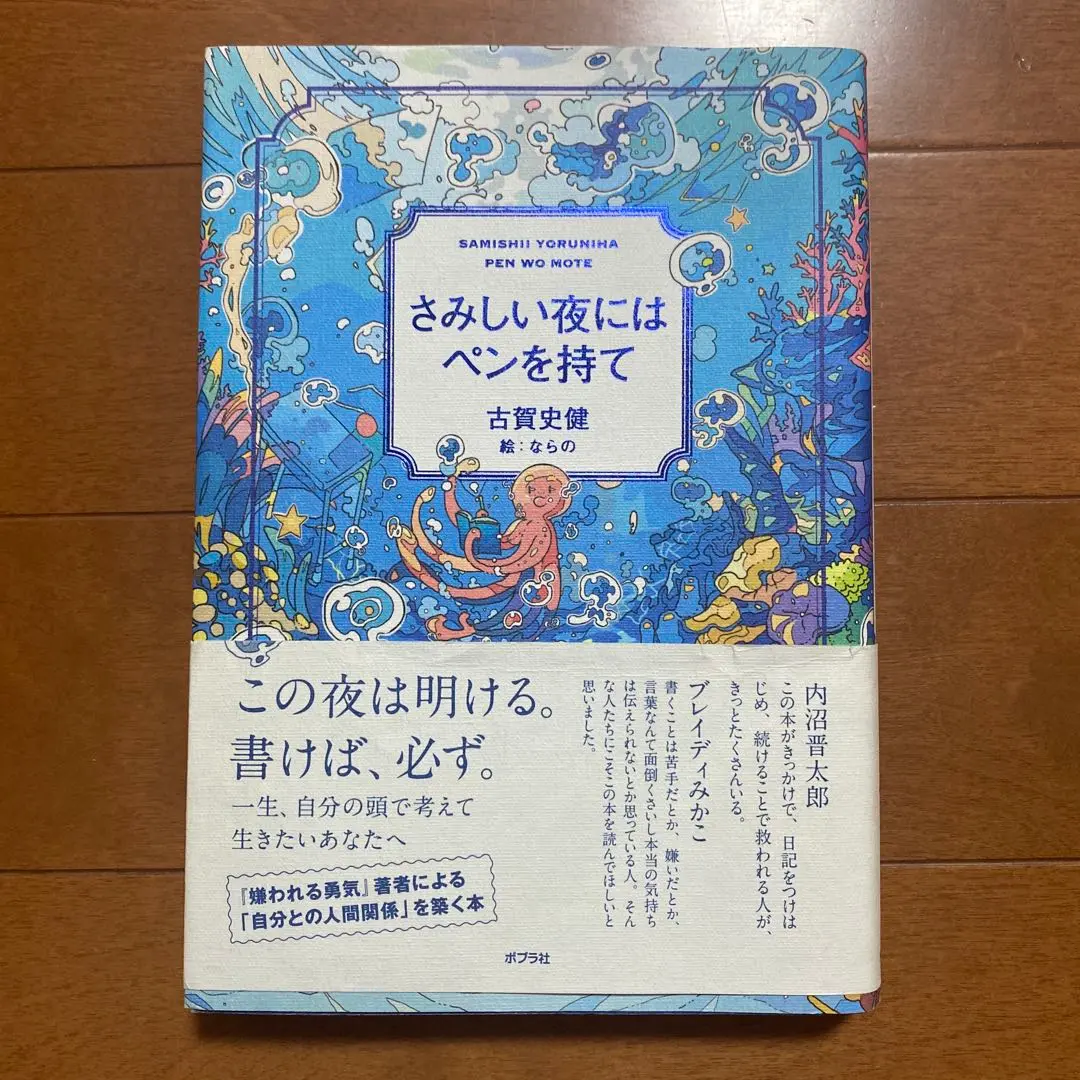 SAMISHII YORUNIHA
PEN WO MOTE
さみしい夜には
ペンを持て
古賀史健
絵:ならの
この夜は明ける。
書けば、必ず。
一生、自分の頭で考えて
生きたいあなたへ
『嫌われる勇気』著者による
「自分との人間関係」を築く本
内沼晋太郎
この本がきっかけで、日記をつけは
じめ、続けることで救われる人が、
きっとたくさんいる。
ブレイディみかこ
書くことは苦手だとか、嫌いだとか、
言葉なんて面倒くさいし本当の気持ち
は伝えられないとか思っている人。そん
な人たちにこそこの本を読んでほしいと
思いました。
ポプラ社